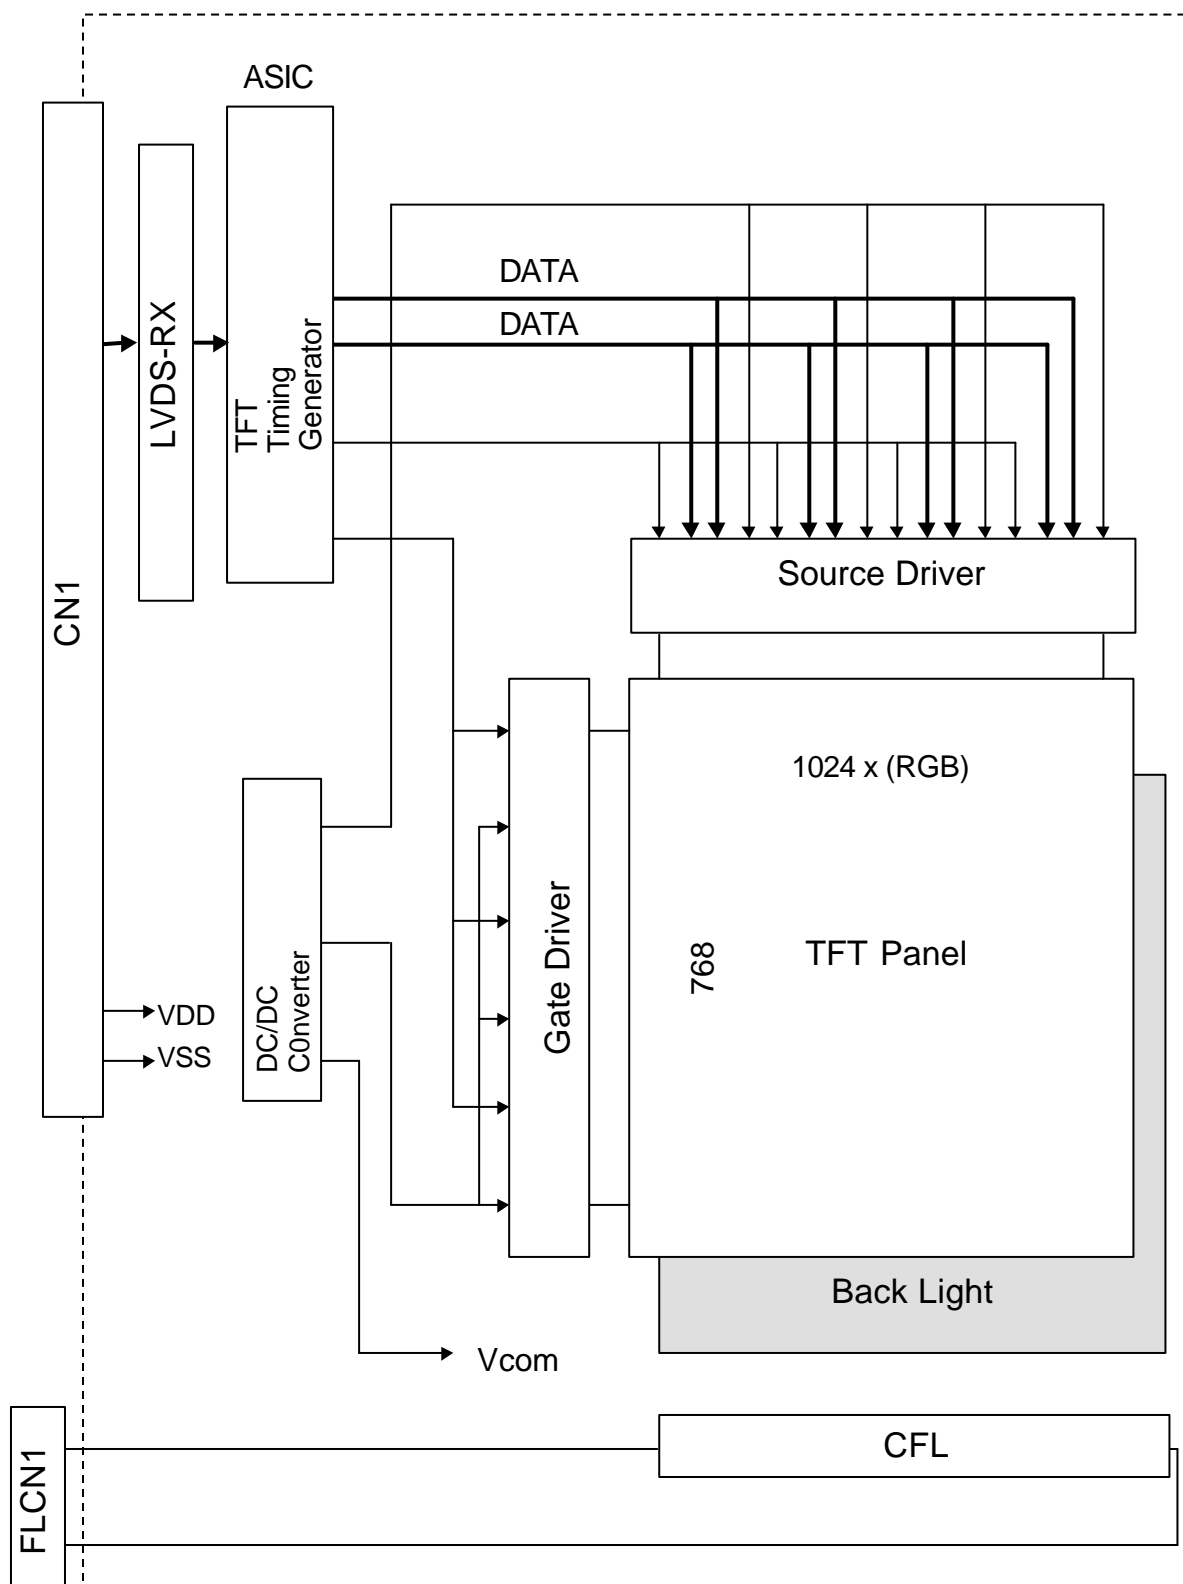 ASIC
CN1
LVDS-RX
TFT
Timing
Generator
DATA
DATA
Source Driver
1024 x (RGB)
768
TFT Panel
Gate Driver
DC/DC
C0nverter
VDD
VSS
Back Light
Vcom
CFL
FLCN1